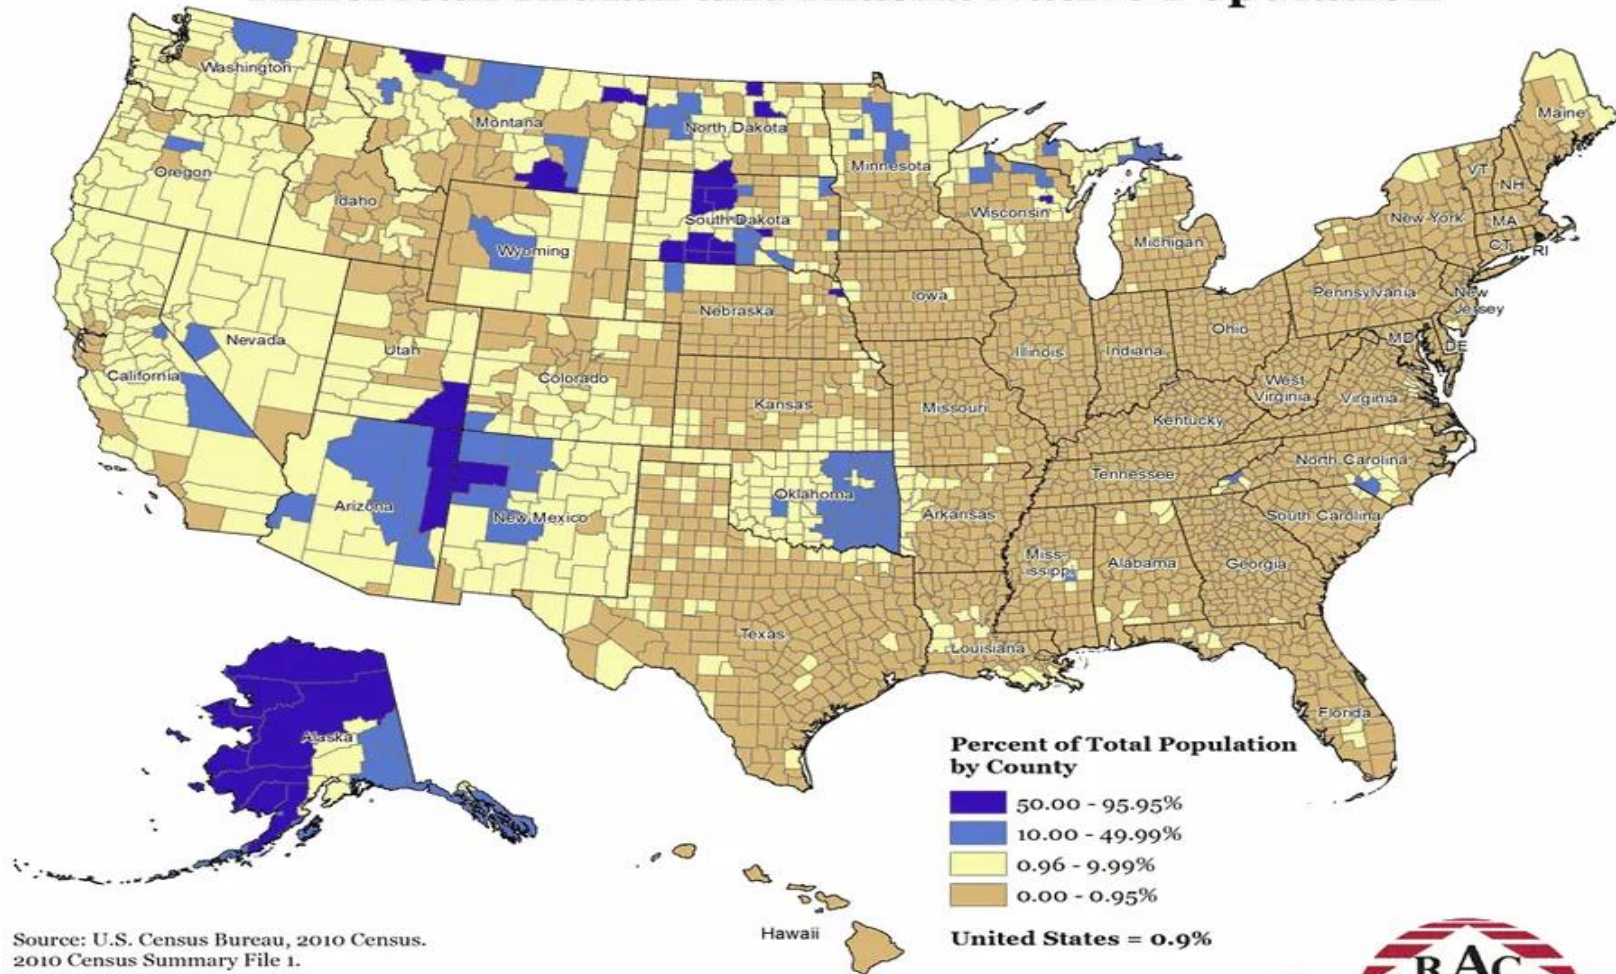 Washington
Montana
North Dakota
Minnesota
Maine
Oregon
Idaho
Wyoming
South Dakota
Wisconsin
Michigan
VT
NH
New York
MA
CT
RI
Nebraska
Iowa
Pennsylvania
New
Jersey
Nevada
Utah
Colorado
Illinois
Indiana
Ohio
MD
DE
California
Kansas
Missouri
West
Virginia
Virginia
Kentucky
Arizona
New Mexico
Oklahoma
Arkansas
Tennessee
North Carolina
South Carolina
Miss-
issippi
Alabama
Georgia
Texas
Louisiana
Florida
Alaska
Hawaii
Percent of Total Population
by County
50.00 - 95.95%
10.00 - 49.99%
0.96 - 9.99%
0.00 - 0.95%
United States = 0.9%
Source: U.S. Census Bureau, 2010 Census.
2010 Census Summary File 1.
RAC